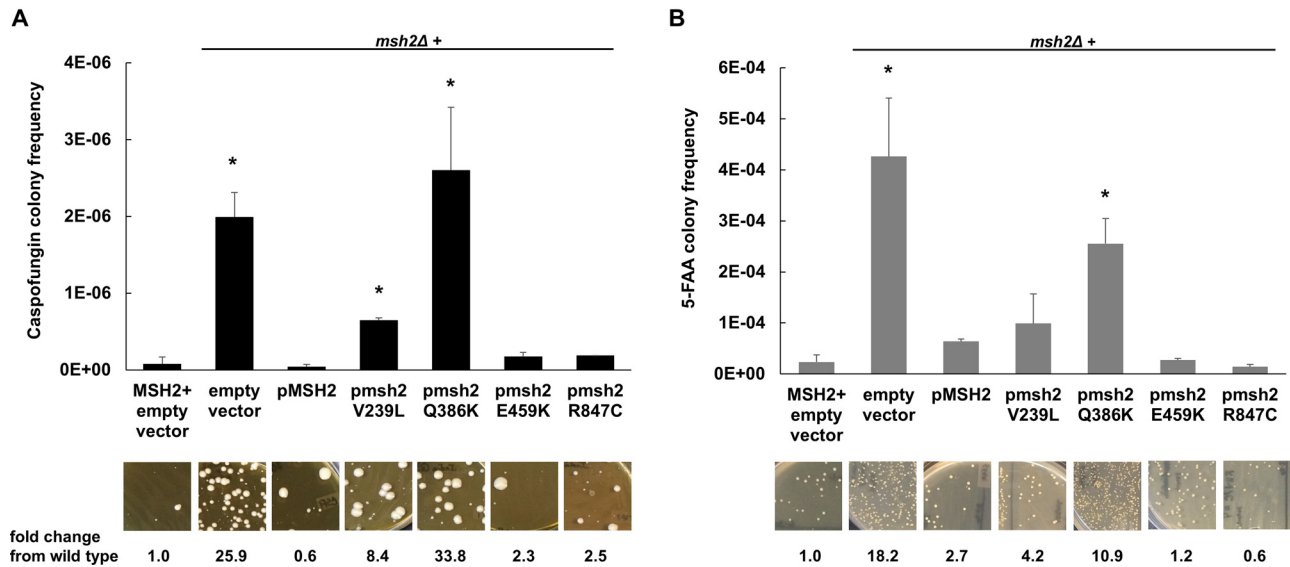 A
msh2Δ +
Caspofungin colony frequency
4E-06
3E-06
2E-06
1E-06
0E+00
*
*
*
MSH2+ empty vector
empty vector
pMSH2
pmsh2 V239L
pmsh2 Q386K
pmsh2 E459K
pmsh2 R847C
fold change from wild type
1.0 25.9 0.6 8.4 33.8 2.3 2.5
B
msh2Δ +
5-FAA colony frequency
6E-04
5E-04
4E-04
3E-04
2E-04
1E-04
0E+00
*
*
MSH2+ empty vector
empty vector
pMSH2
pmsh2 V239L
pmsh2 Q386K
pmsh2 E459K
pmsh2 R847C
1.0 18.2 2.7 4.2 10.9 1.2 0.6